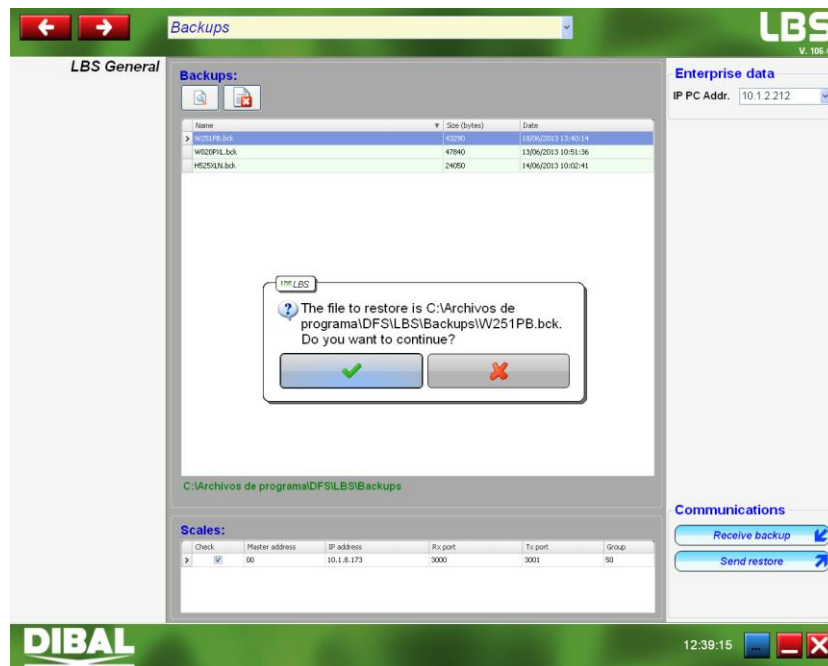 Backups
LBS
V. 106.
LBS General
Backups:
Name Size (bytes) Date
W251PB.bck 43290 18/06/2013 13:40:14
W020PXL.bck 47840 13/06/2013 10:51:36
H525XLN.bck 24050 14/06/2013 10:02:41
LBS
The file to restore is C:\Archivos de
programa\DFS\LBS\Backups\W251PB.bck.
Do you want to continue?
C:\Archivos de programa\DFS\LBS\Backups
Scales:
Check Master address IP address Rx port Tx port Group
00 10.1.8.173 3000 3001 50
Enterprise data
IP PC Addr. 10.1.2.212
Communications
Receive backup
Send restore
DIBAL
12:39:15
...